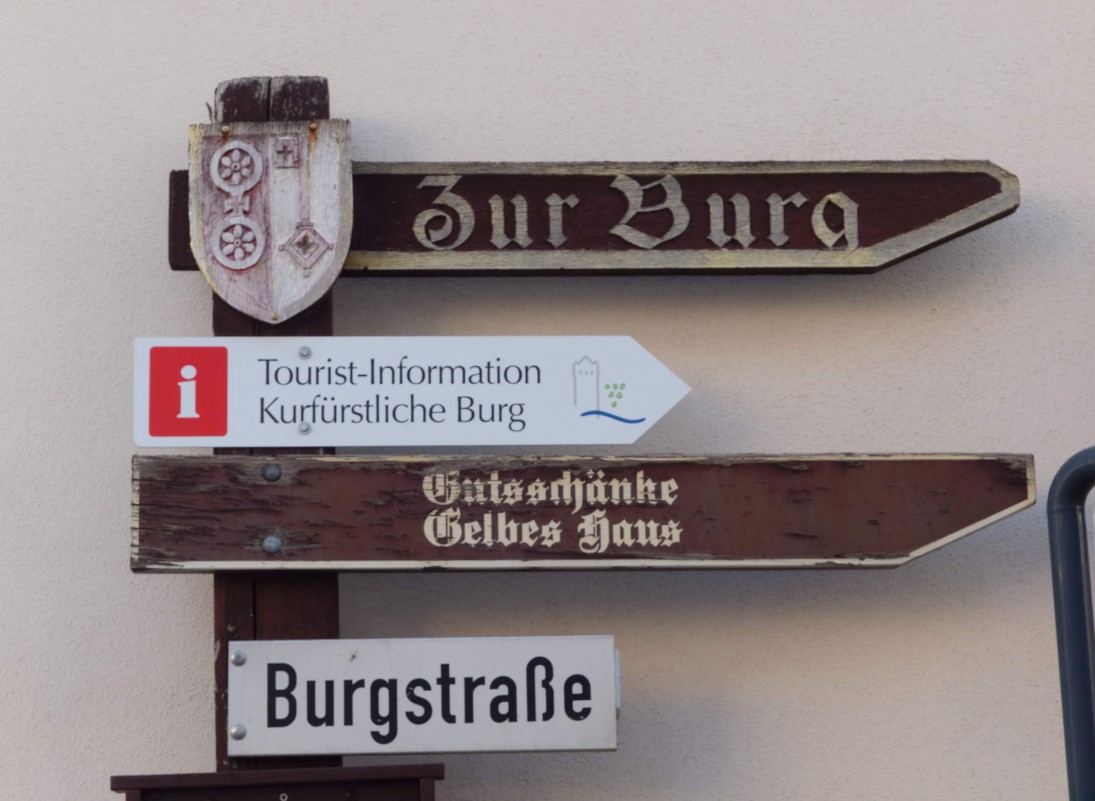 Zur Burg
i
Tourist-Information
Kurfürstliche Burg
Gutsschänke
Gelbes Haus
Burgstraße